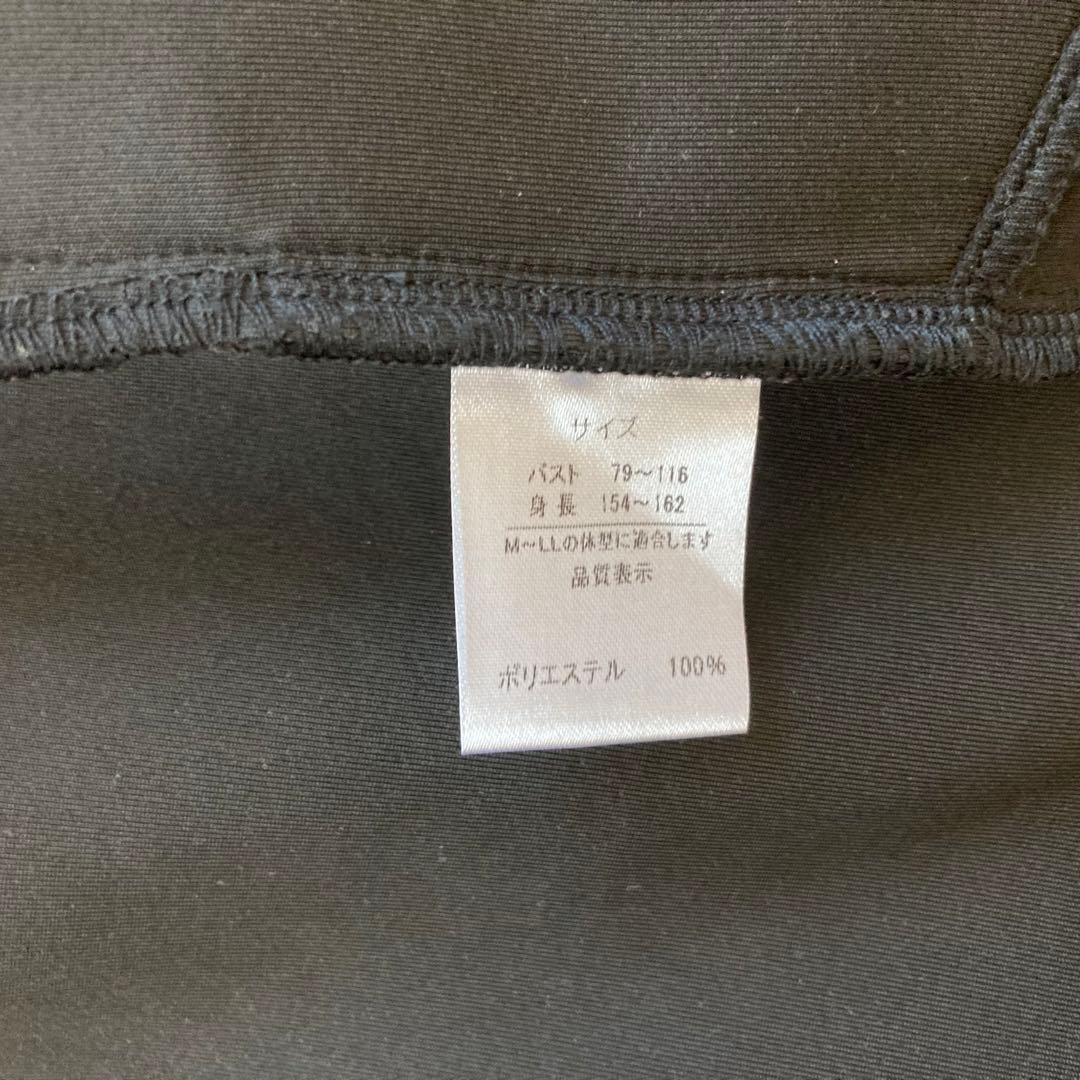 サイズ
バスト 79～116
身長 154～162
M～LLの体型に適合します
品質表示
ポリエステル 100%